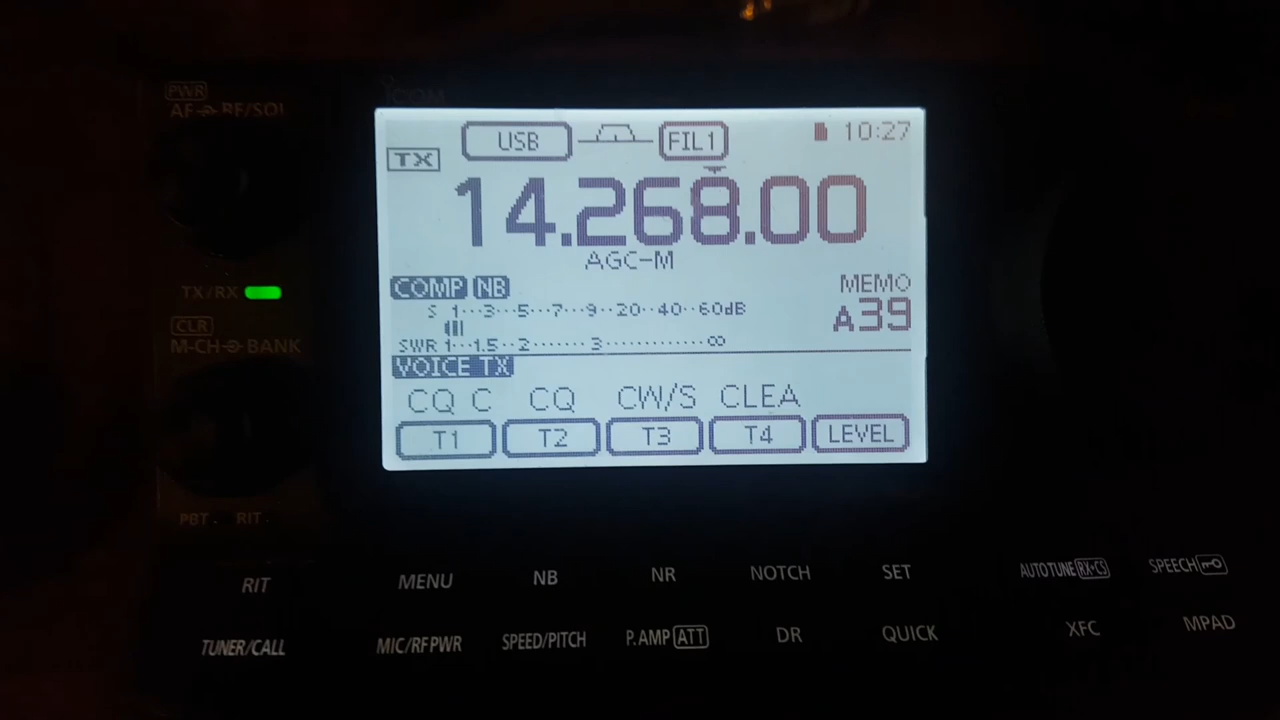 PWR
AF RF/SQL
ICOM
USB FIL1 10:27
TX
14.268.00
AGC-M
COMP NB MEMO
S 1···3···5···7···9··20··40··60dB A39
SWR 1···1.5··2·······3············∞
VOICE TX
CQ C CQ CW/S CLEA
T1 T2 T3 T4 LEVEL
TX/RX
CLR
M-CH BANK
PBT RIT
RIT MENU NB NR NOTCH SET AUTOTUNE RX→CS SPEECH
TUNER/CALL MIC/RF PWR SPEED/PITCH P.AMP ATT DR QUICK XFC MPAD